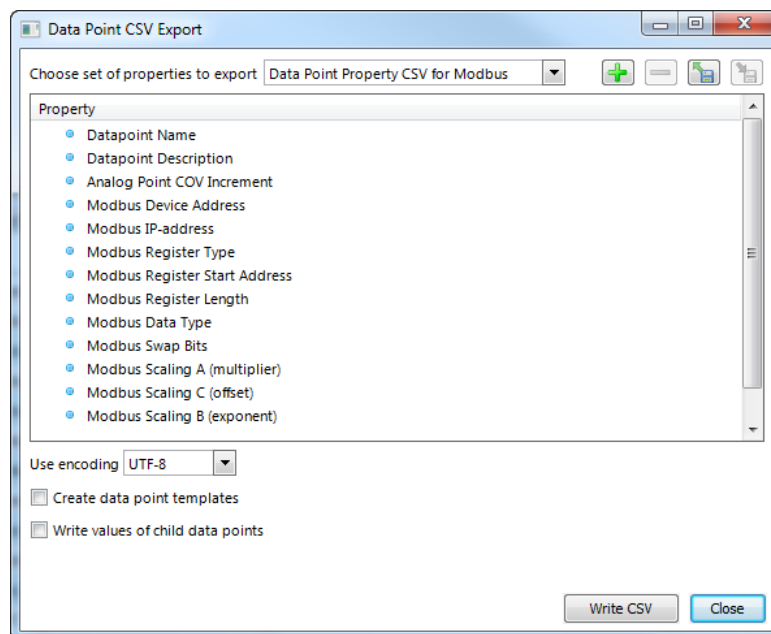 Data Point CSV Export
Choose set of properties to export Data Point Property CSV for Modbus
Property
Datapoint Name
Datapoint Description
Analog Point COV Increment
Modbus Device Address
Modbus IP-address
Modbus Register Type
Modbus Register Start Address
Modbus Register Length
Modbus Data Type
Modbus Swap Bits
Modbus Scaling A (multiplier)
Modbus Scaling C (offset)
Modbus Scaling B (exponent)
Use encoding UTF-8
Create data point templates
Write values of child data points
Write CSV Close